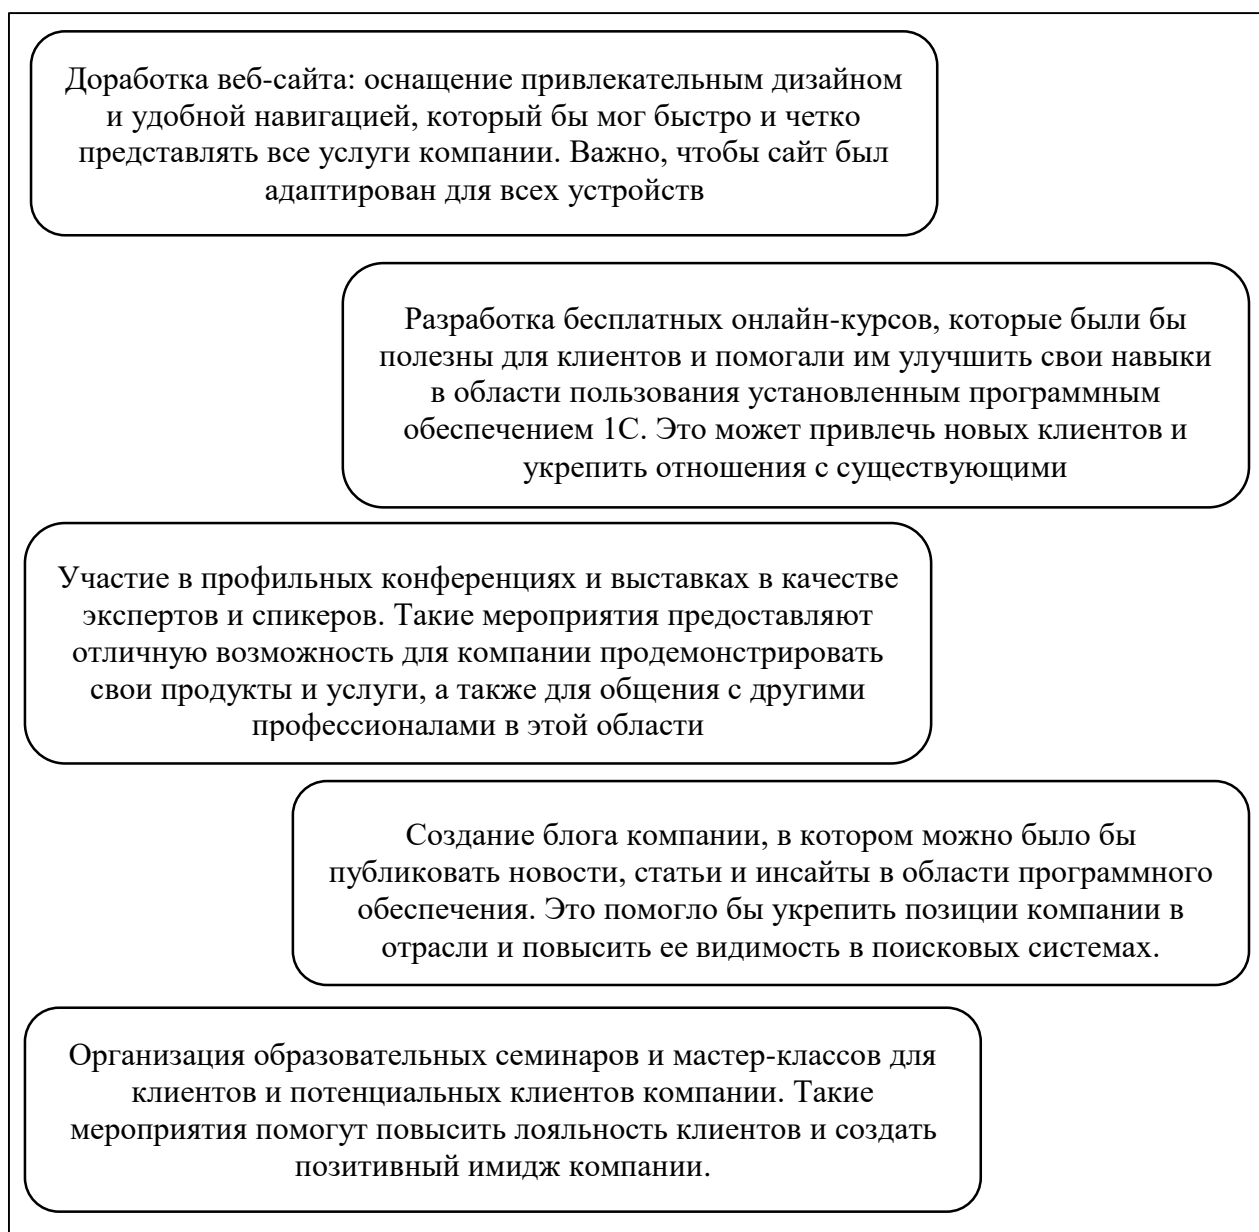 Доработка веб-сайта: оснащение привлекательным дизайном
и удобной навигацией, который бы мог быстро и четко
представлять все услуги компании. Важно, чтобы сайт был
адаптирован для всех устройств
Разработка бесплатных онлайн-курсов, которые были бы
полезны для клиентов и помогали им улучшить свои навыки
в области пользования установленным программным
обеспечением 1С. Это может привлечь новых клиентов и
укрепить отношения с существующими
Участие в профильных конференциях и выставках в качестве
экспертов и спикеров. Такие мероприятия предоставляют
отличную возможность для компании продемонстрировать
свои продукты и услуги, а также для общения с другими
профессионалами в этой области
Создание блога компании, в котором можно было бы
публиковать новости, статьи и инсайты в области программного
обеспечения. Это помогло бы укрепить позиции компании в
отрасли и повысить ее видимость в поисковых системах.
Организация образовательных семинаров и мастер-классов для
клиентов и потенциальных клиентов компании. Такие
мероприятия помогут повысить лояльность клиентов и создать
позитивный имидж компании.